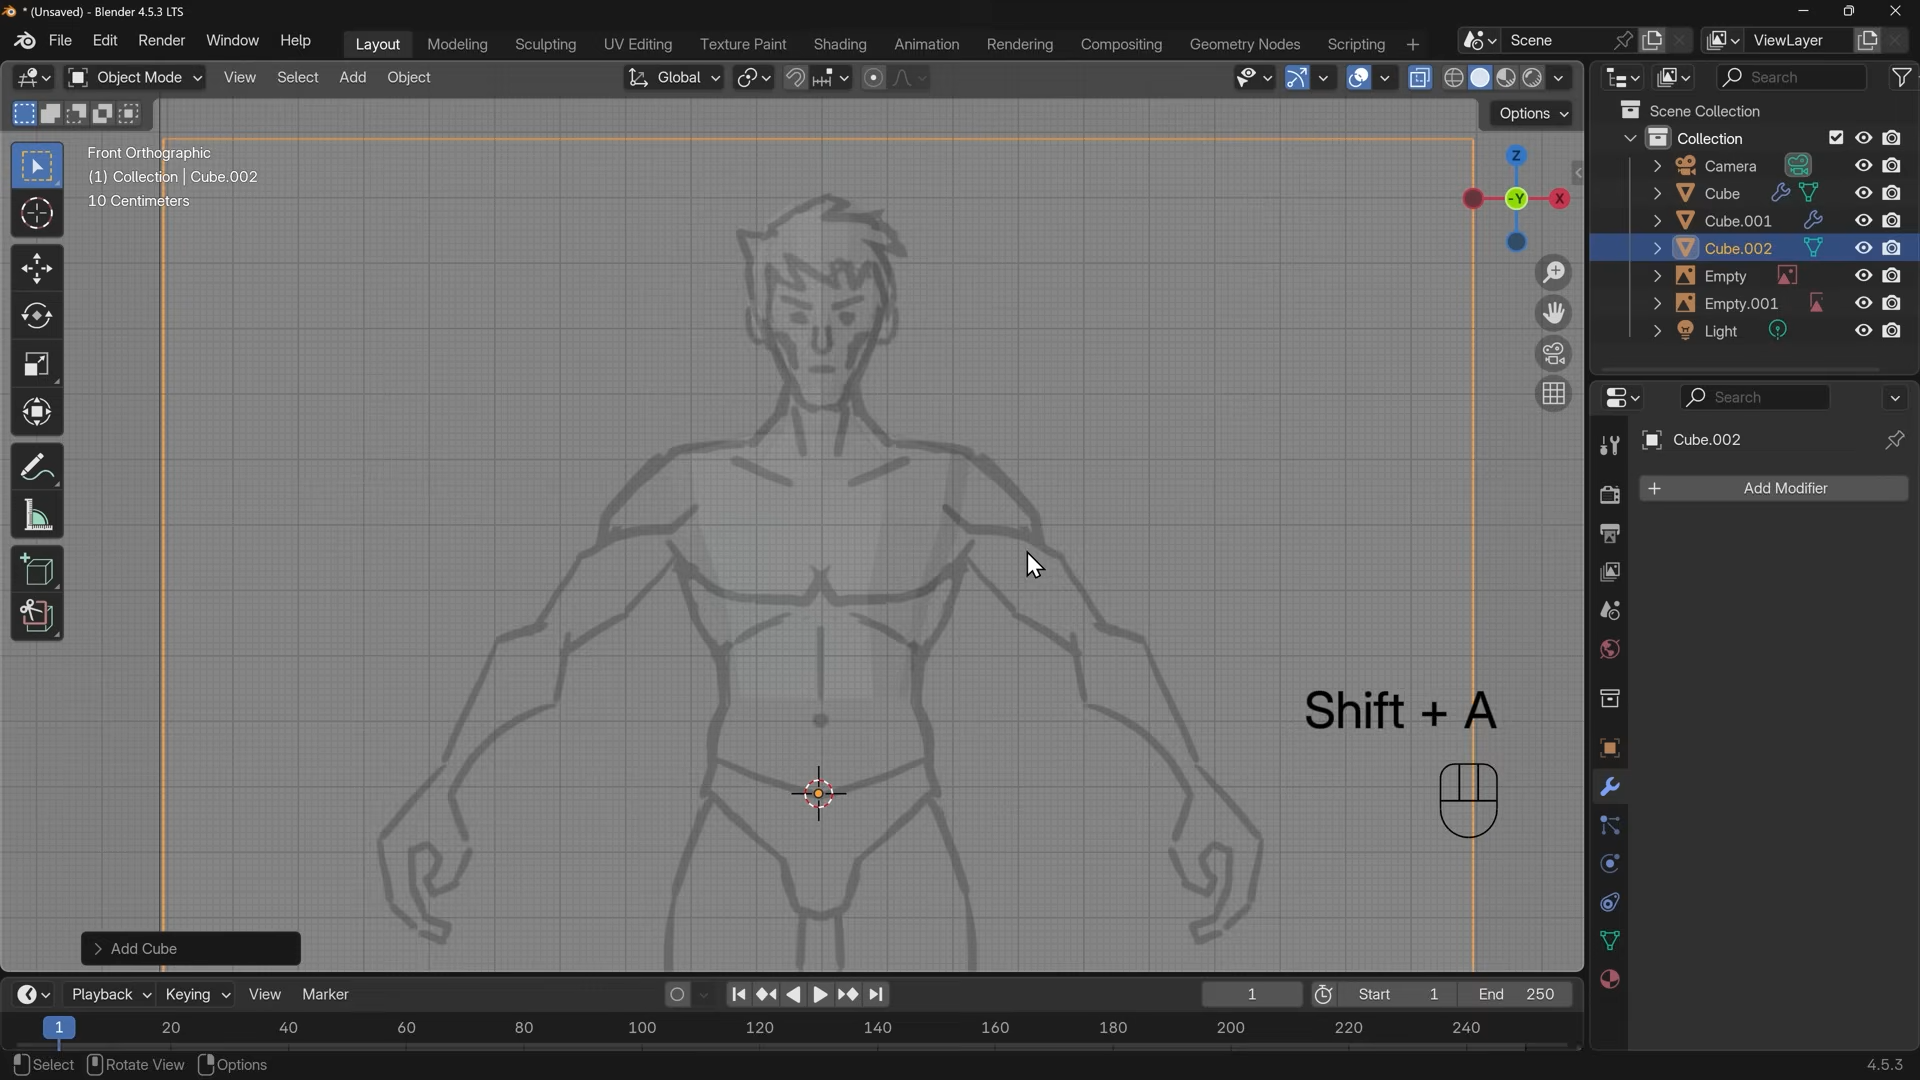 * (Unsaved) - Blender 4.5.3 LTS
File Edit Render Window Help Layout Modeling Sculpting UV Editing Texture Paint Shading Animation Rendering Compositing Geometry Nodes Scripting + Scene ViewLayer
Object Mode View Select Add Object Global Search
Options
Scene Collection
Collection
Front Orthographic
(1) Collection | Cube.002
10 Centimeters
Z
-Y X
Camera
Cube
Cube.001
Cube.002
Empty
Empty.001
Light
Search
Cube.002
+ Add Modifier
Shift + A
Add Cube
Playback Keying View Marker 1 Start 1 End 250
1 20 40 60 80 100 120 140 160 180 200 220 240
Select Rotate View Options 4.5.3